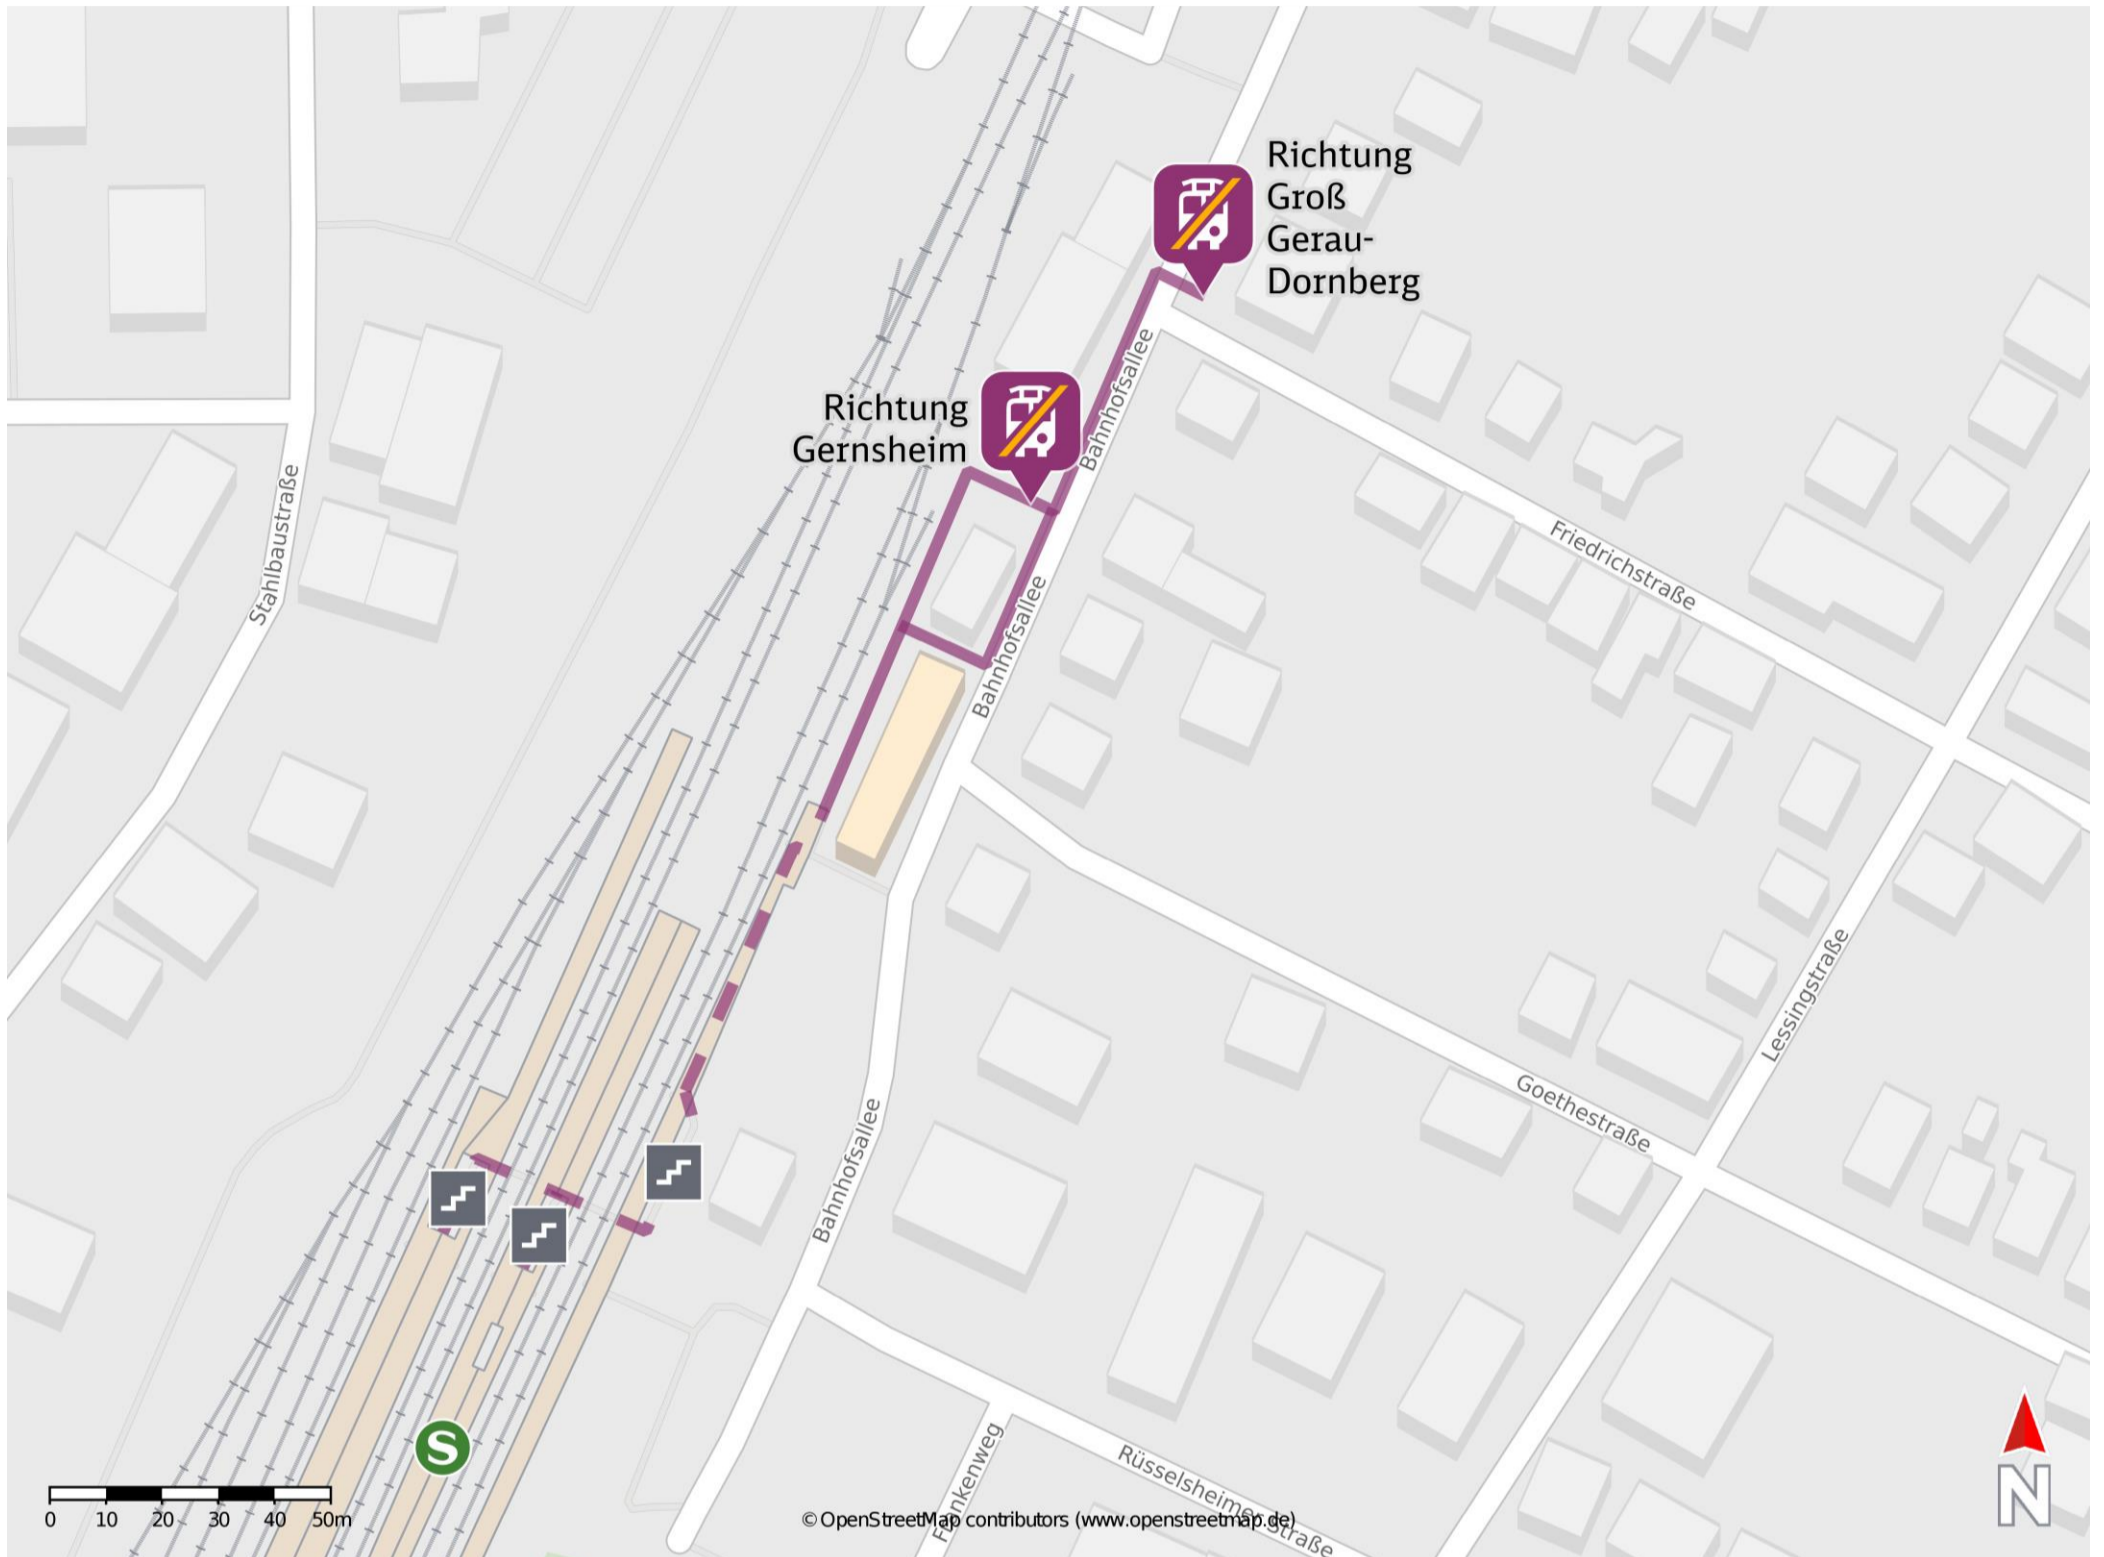 Richtung
Groß
Gerau-
Dornberg
Richtung
Gernsheim
Bahnhofsallee
Stahlbaustraße
Friedrichstraße
Bahnhofsallee
Lessingstraße
Goethestraße
Bahnhofsallee
S
Frankenweg
Rüsselsheimer Straße
N
0 10 20 30 40 50m
© OpenStreetMap contributors (www.openstreetmap.de)